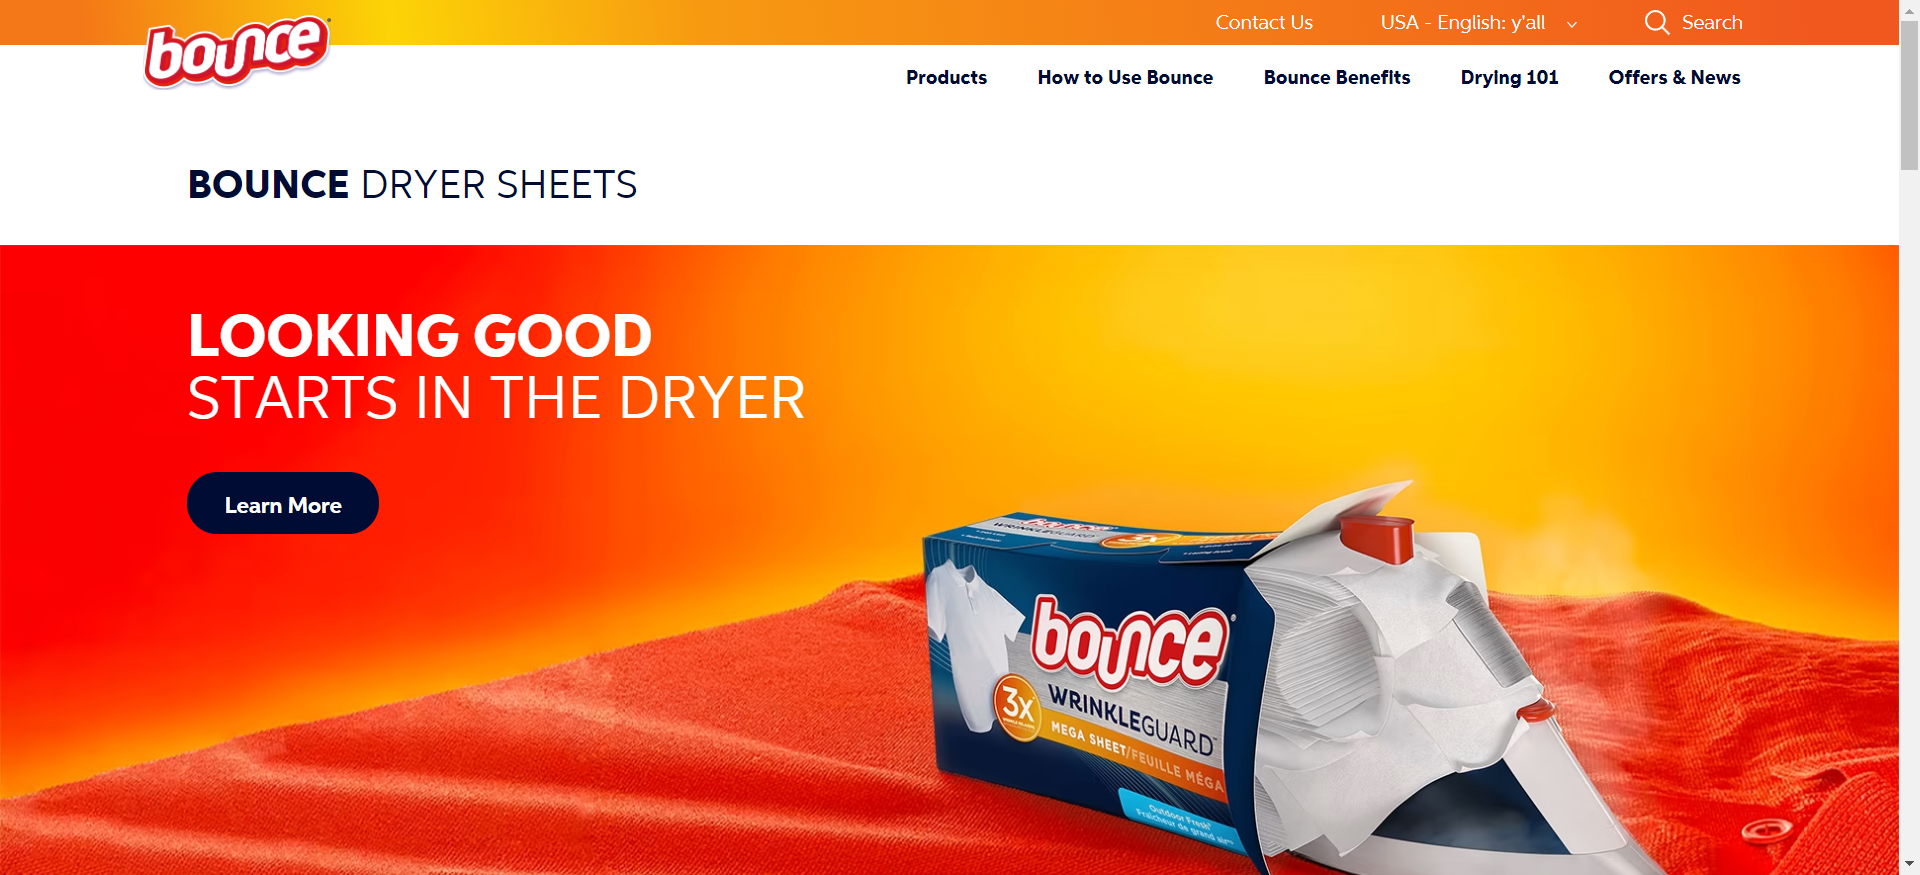 bounce
Contact Us
USA - English: y'all
Search
Products
How to Use Bounce
Bounce Benefits
Drying 101
Offers & News
BOUNCE DRYER SHEETS
LOOKING GOOD
STARTS IN THE DRYER
Learn More
WRINKLEGUARD
3X
bounce
3X
WRINKLEGUARD™
MEGA SHEET/FEUILLE MÉGA
Outdoor Fresh
Fraîcheur de grand air